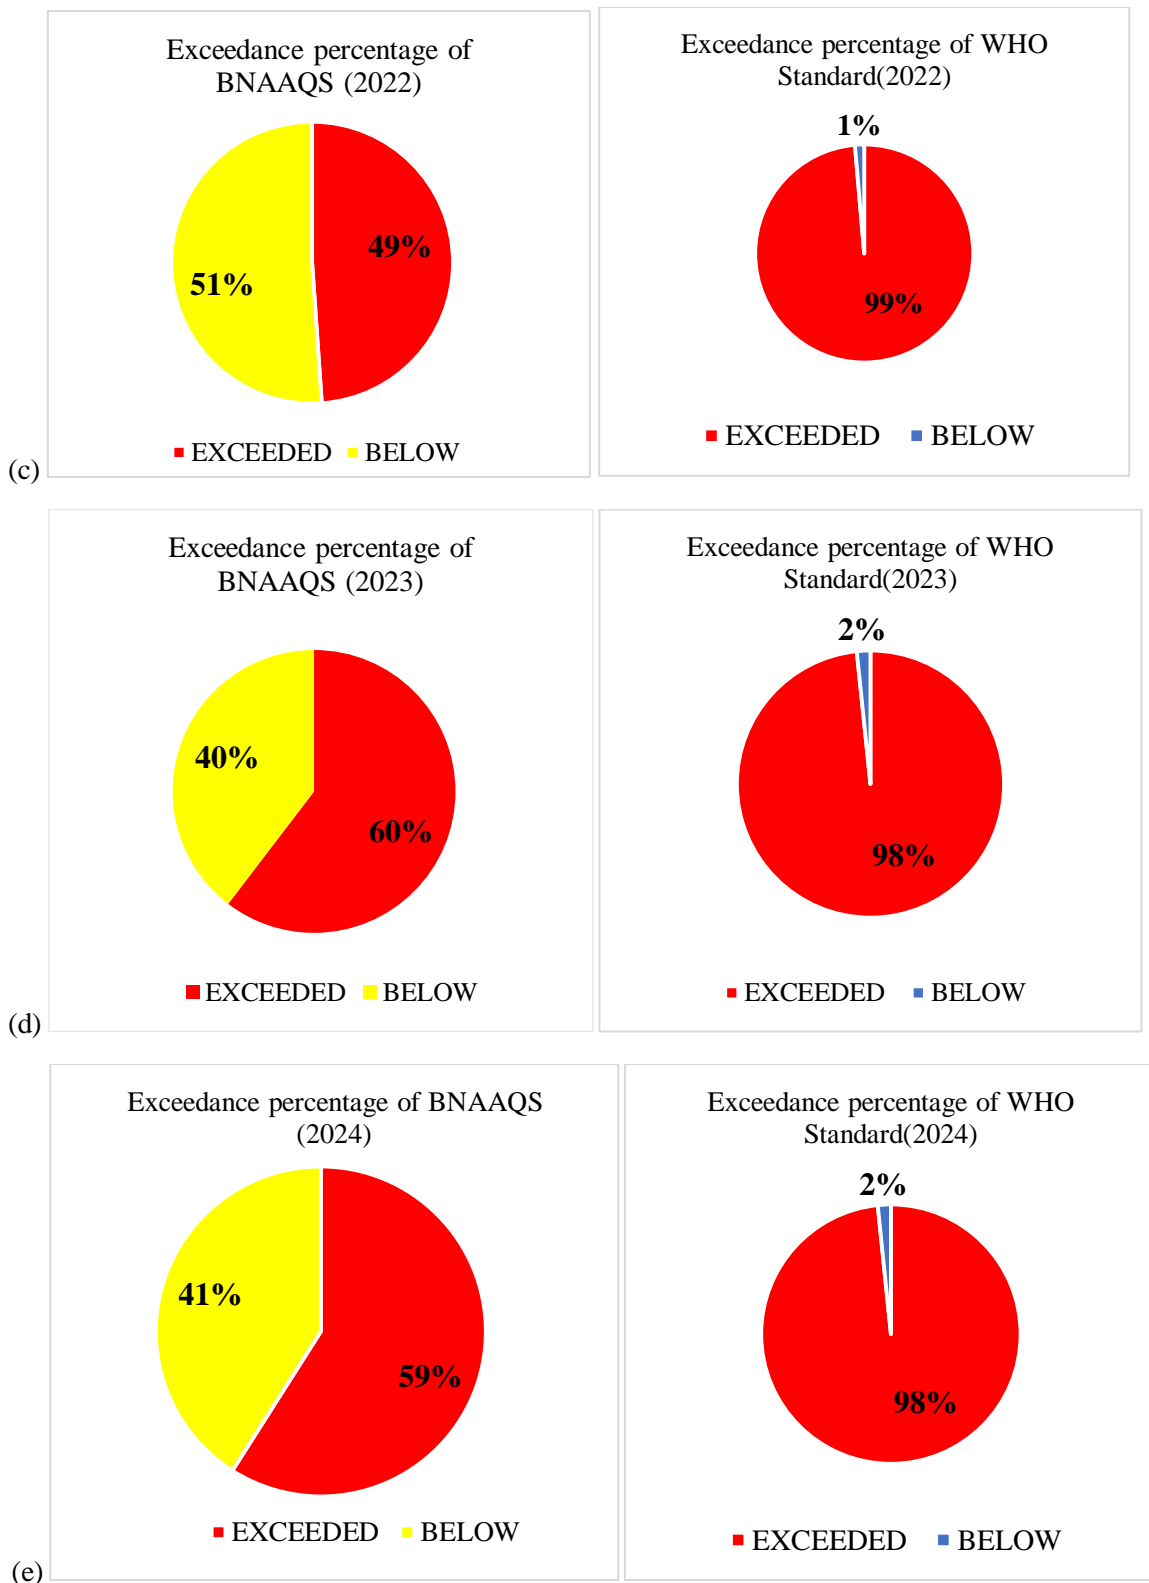 Exceedance percentage of
BNAAQS (2022)
49%
51%
EXCEEDED BELOW
Exceedance percentage of WHO
Standard(2022)
1%
99%
EXCEEDED BELOW
(c)
Exceedance percentage of
BNAAQS (2023)
40%
60%
EXCEEDED BELOW
Exceedance percentage of WHO
Standard(2023)
2%
98%
EXCEEDED BELOW
(d)
Exceedance percentage of BNAAQS
(2024)
41%
59%
EXCEEDED BELOW
Exceedance percentage of WHO
Standard(2024)
2%
98%
EXCEEDED BELOW
(e)